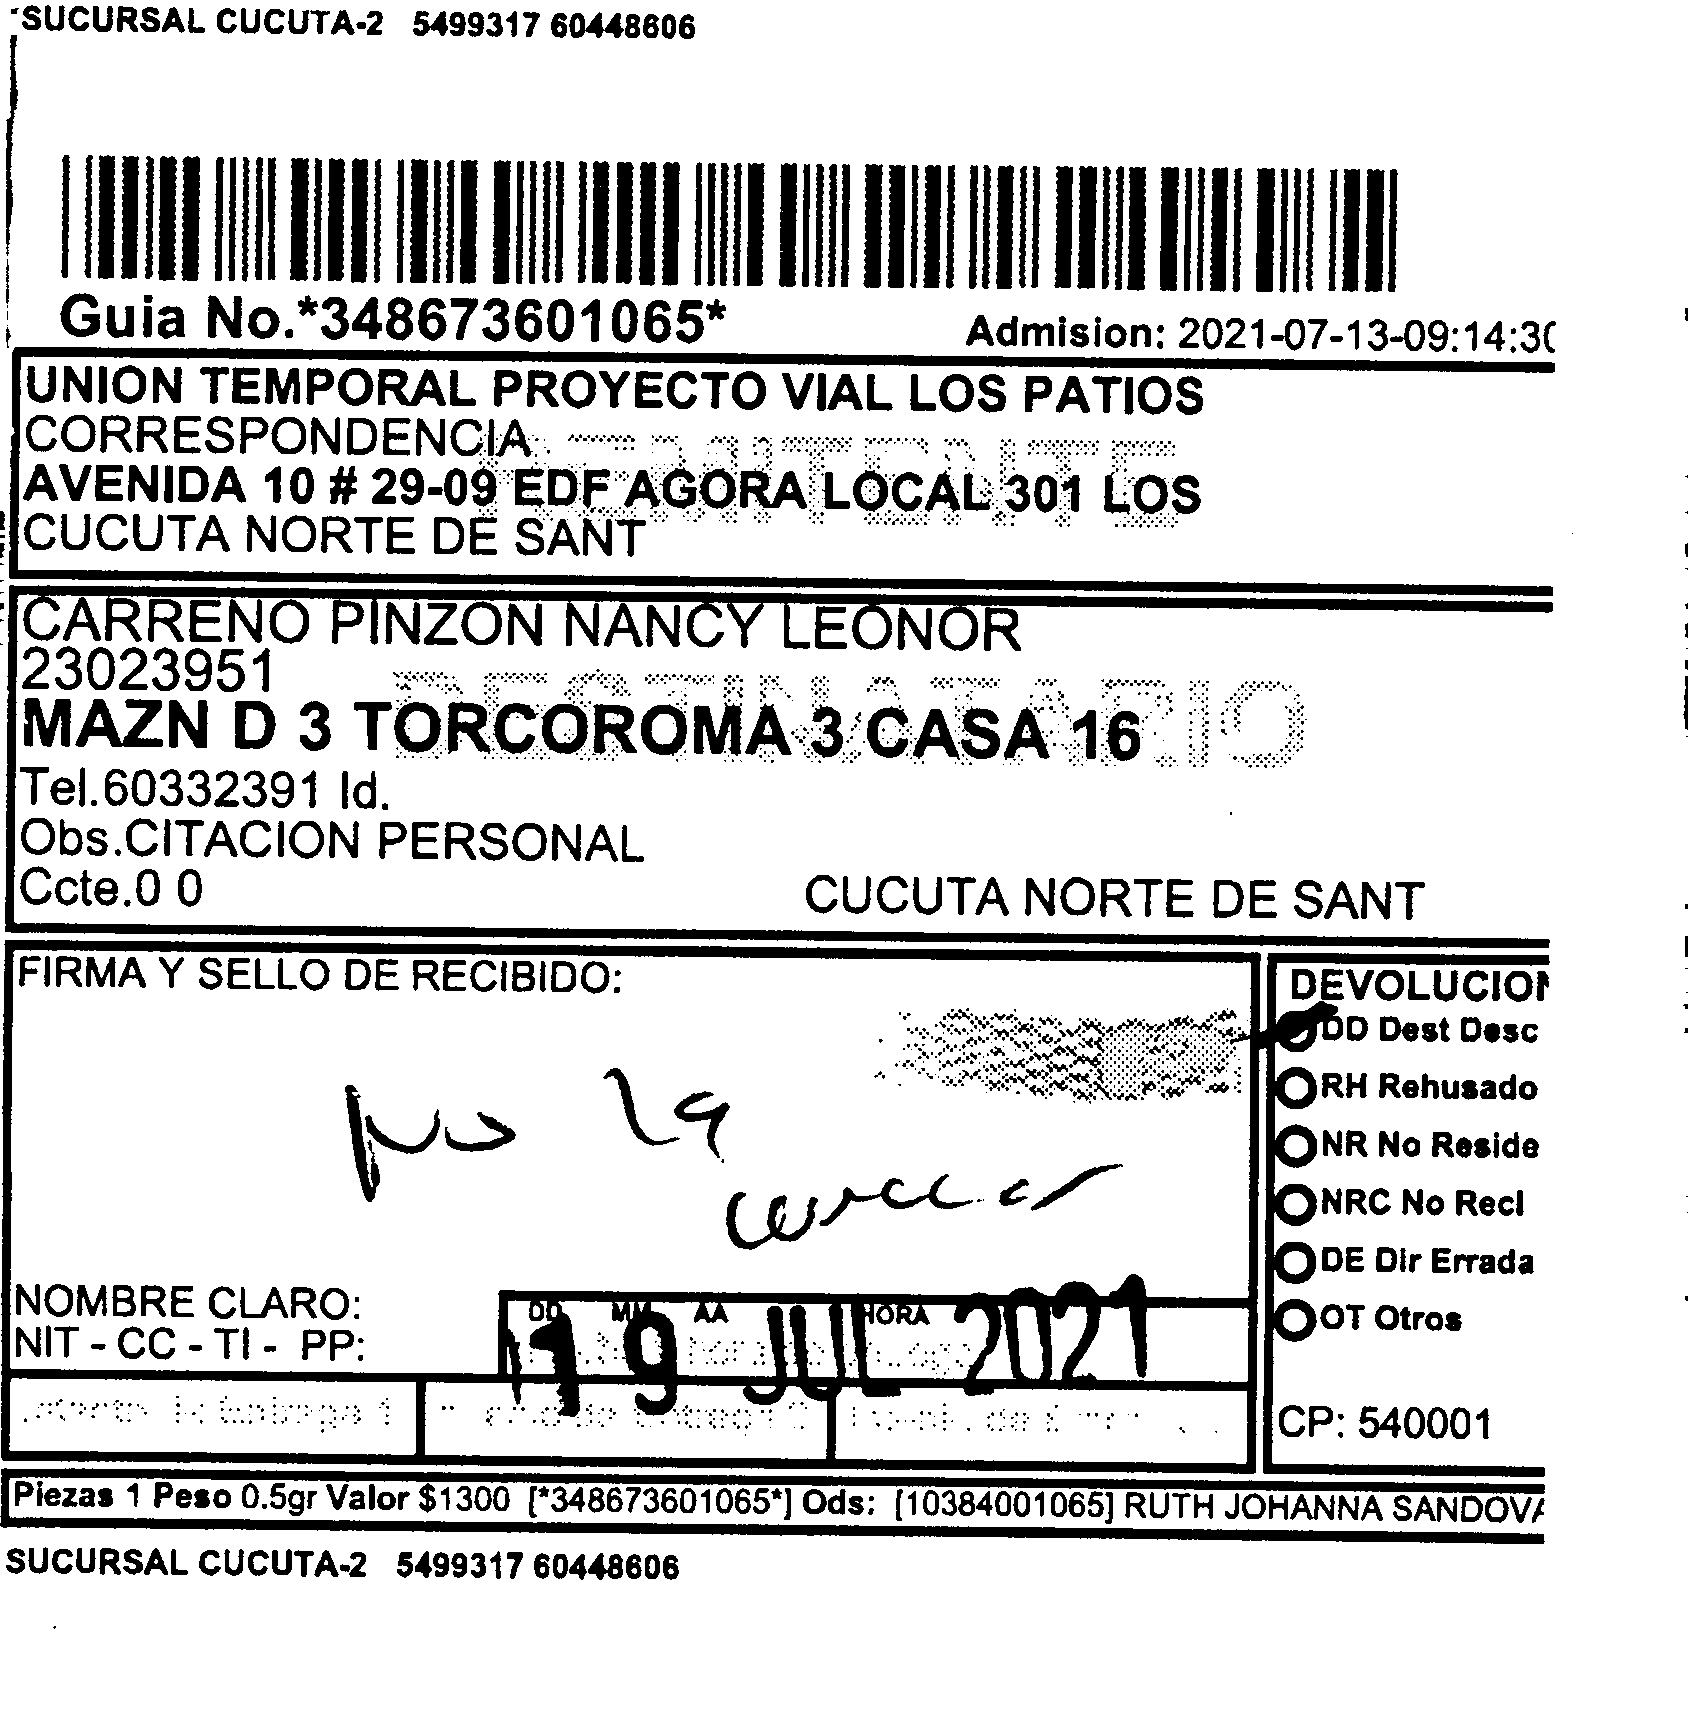 SUCURSAL CUCUTA-2 5499317 60448606
Guia No.*348673601065*
Admision: 2021-07-13-09:14:30
UNION TEMPORAL PROYECTO VIAL LOS PATIOS
CORRESPONDENCIA
REMITENTE
AVENIDA 10 # 29-09 EDF AGORA LOCAL 301 LOS
CUCUTA NORTE DE SANT
CARRENO PINZON NANCY LEONOR
23023951
DESTINATARIO
MAZN D 3 TORCOROMA 3 CASA 16
Tel.60332391 Id.
Obs.CITACION PERSONAL
Ccte.0 0
CUCUTA NORTE DE SANT
FIRMA Y SELLO DE RECIBIDO:
No la
DEVOLUCION
DD Dest Desc
RH Rehusado
NR No Reside
NRC No Recl
DE Dir Errada
OT Otros
NOMBRE CLARO:
NIT - CC - TI - PP:
DD MM AA HORA
19 JUL 2021
CP: 540001
Piezas 1 Peso 0.5gr Valor $1300 [*348673601065*] Ods: [10384001065] RUTH JOHANNA SANDOVA
SUCURSAL CUCUTA-2 5499317 60448606